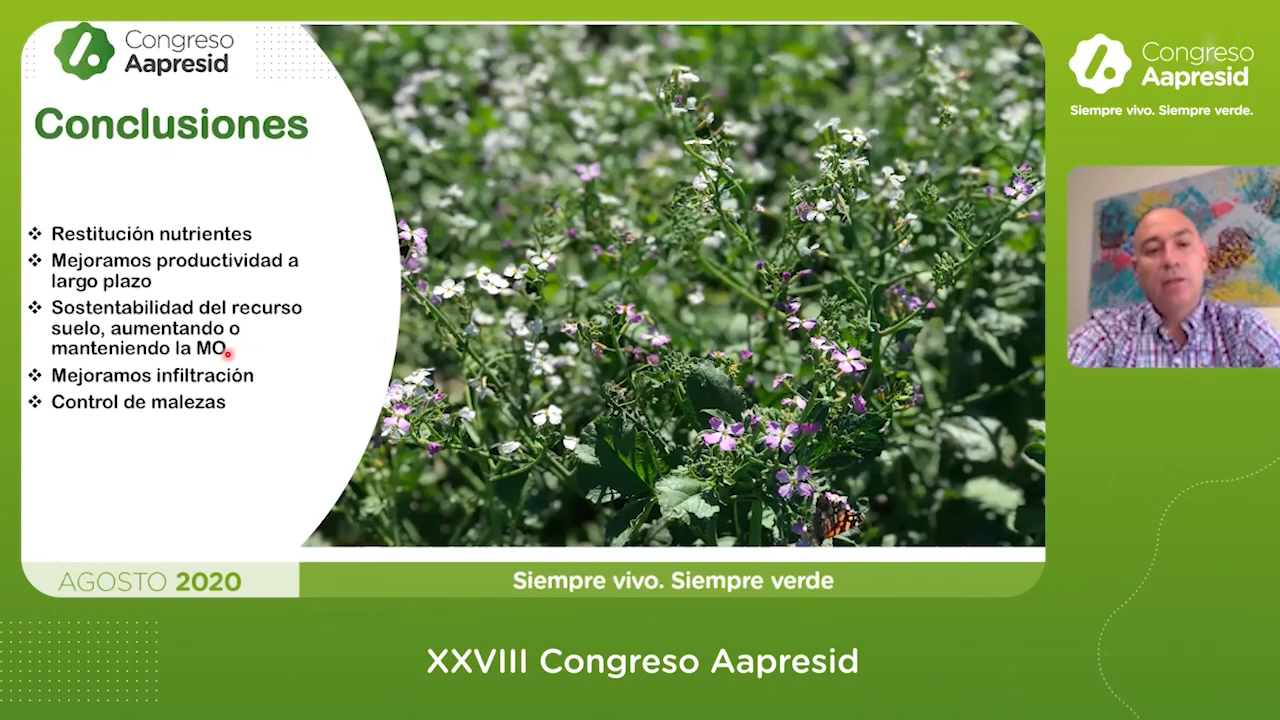 Congreso
Aapresid
Conclusiones
❖ Restitución nutrientes
❖ Mejoramos productividad a
largo plazo
❖ Sostentabilidad del recurso
suelo, aumentando o
manteniendo la MO
❖ Mejoramos infiltración
❖ Control de malezas
AGOSTO 2020
Siempre vivo. Siempre verde
Congreso
Aapresid
Siempre vivo. Siempre verde.
XXVIII Congreso Aapresid